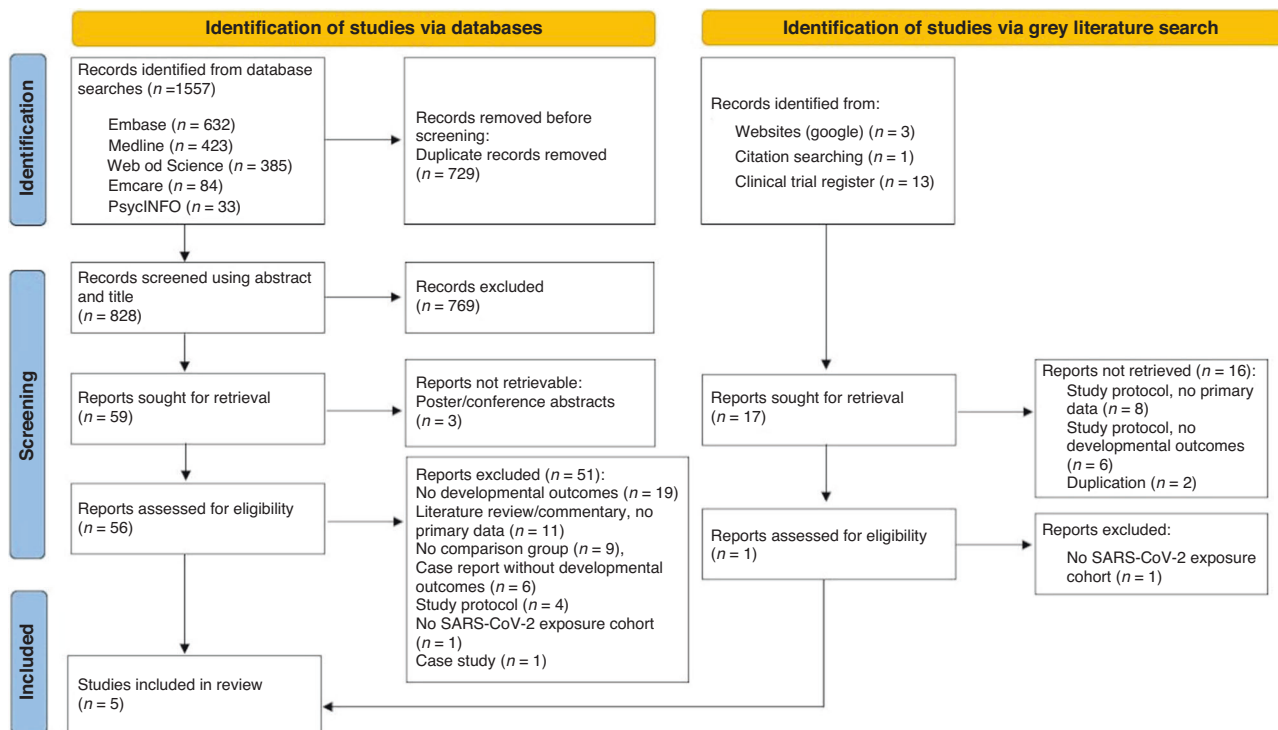 Identification of studies via databases
Identification of studies via grey literature search
Identification
Records identified from database
searches (n =1557)
Embase (n = 632)
Medline (n = 423)
Web od Science (n = 385)
Emcare (n = 84)
PsycINFO (n = 33)
Records removed before
screening:
Duplicate records removed
(n = 729)
Records identified from:
Websites (google) (n = 3)
Citation searching (n = 1)
Clinical trial register (n = 13)
Screening
Records screened using abstract
and title
(n = 828)
Records excluded
(n = 769)
Reports sought for retrieval
(n = 59)
Reports not retrievable:
Poster/conference abstracts
(n = 3)
Reports sought for retrieval
(n = 17)
Reports not retrieved (n = 16):
Study protocol, no primary
data (n = 8)
Study protocol, no
developmental outcomes
(n = 6)
Duplication (n = 2)
Reports assessed for eligibility
(n = 56)
Reports excluded (n = 51):
No developmental outcomes (n = 19)
Literature review/commentary, no
primary data (n = 11)
No comparison group (n = 9),
Case report without developmental
outcomes (n = 6)
Study protocol (n = 4)
No SARS-CoV-2 exposure cohort
(n = 1)
Case study (n = 1)
Reports assessed for eligibility
(n = 1)
Reports excluded:
No SARS-CoV-2 exposure
cohort (n = 1)
Included
Studies included in review
(n = 5)